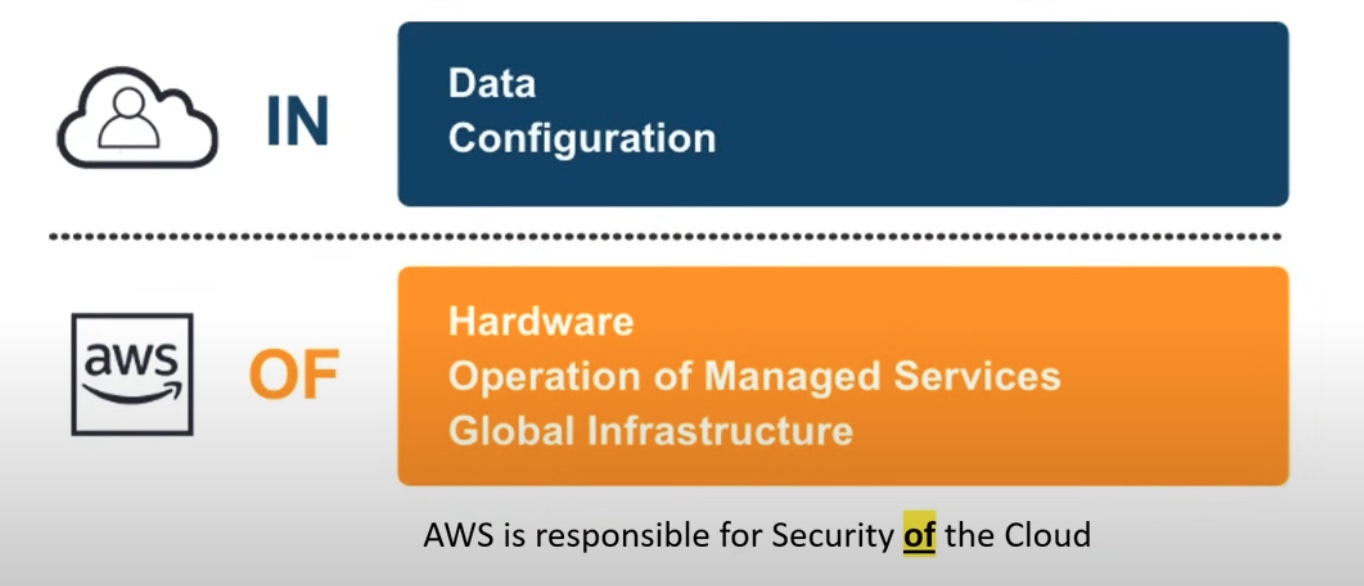 IN
Data
Configuration
aws
OF
Hardware
Operation of Managed Services
Global Infrastructure
AWS is responsible for Security of the Cloud